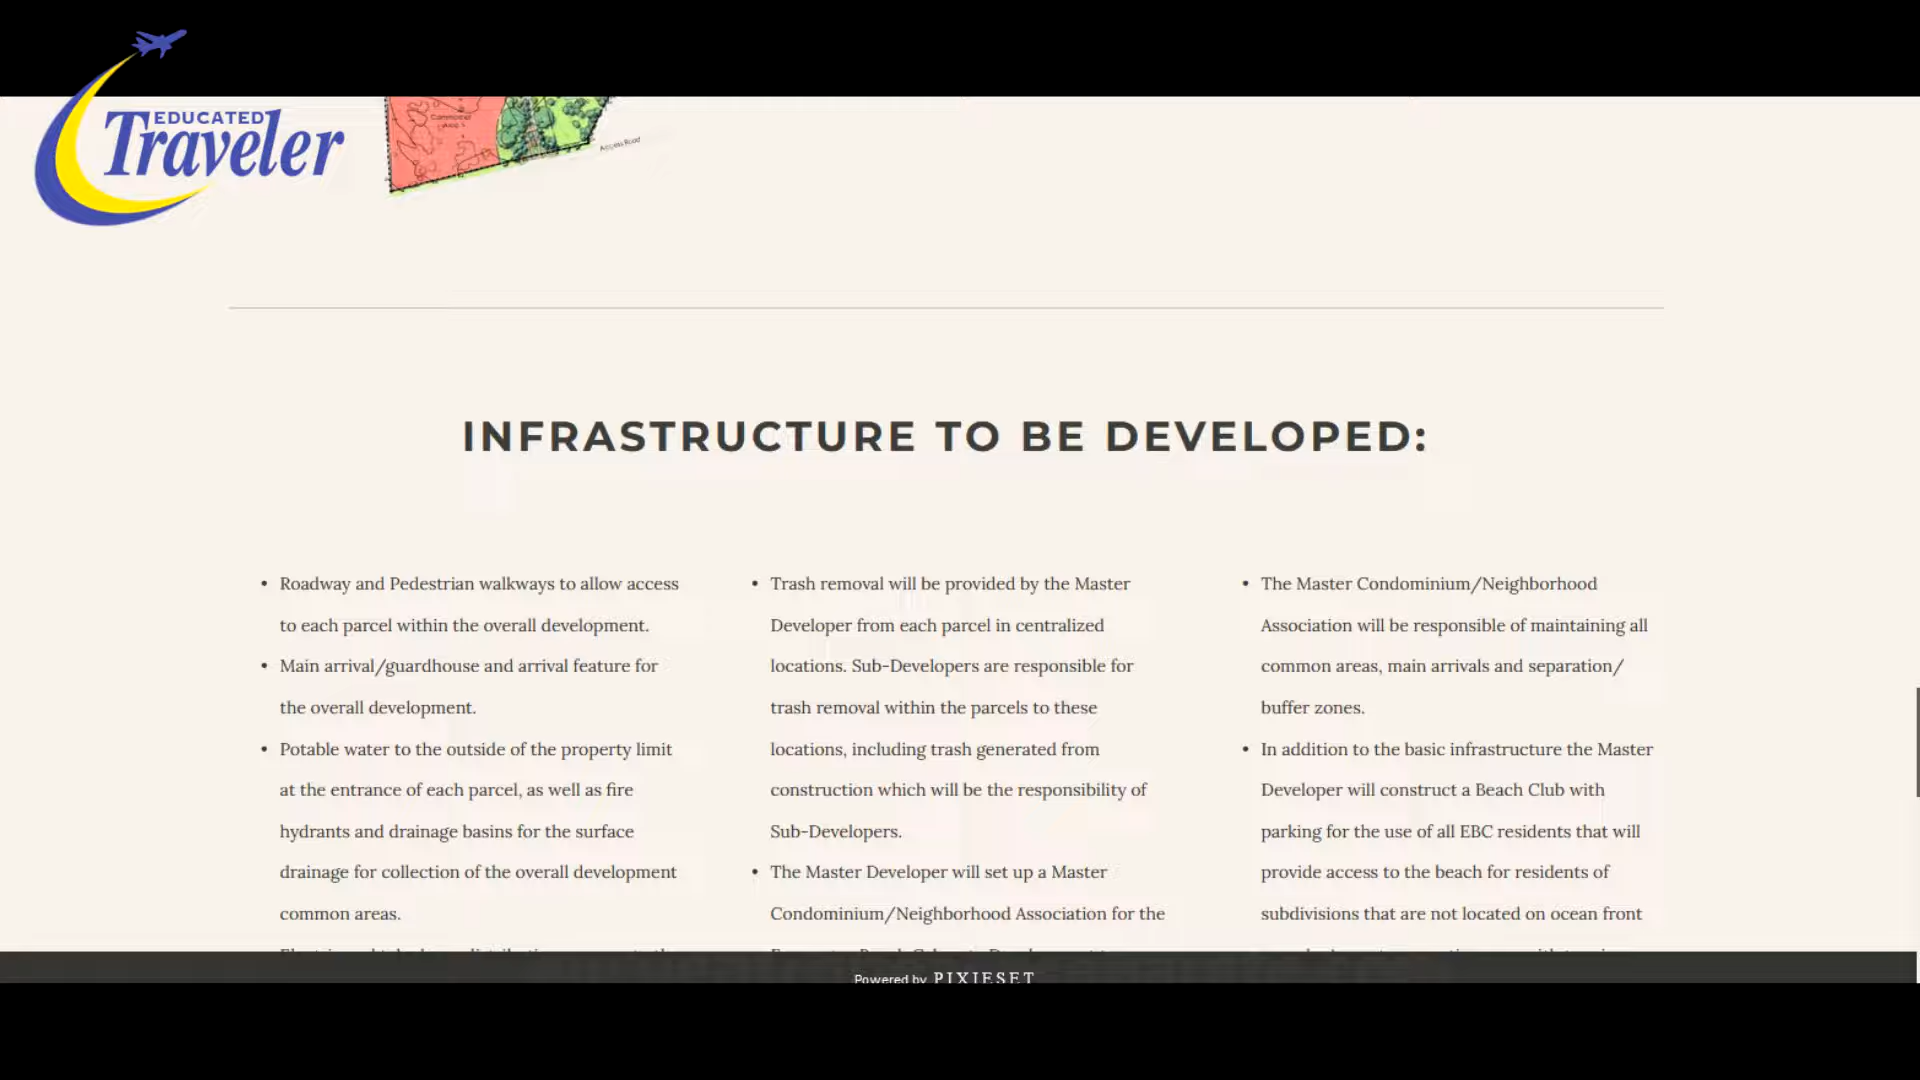 EDUCATED
Traveler
Commercial
Area 1
Access Road
INFRASTRUCTURE TO BE DEVELOPED:
• Roadway and Pedestrian walkways to allow access
to each parcel within the overall development.
• Main arrival/guardhouse and arrival feature for
the overall development.
• Potable water to the outside of the property limit
at the entrance of each parcel, as well as fire
hydrants and drainage basins for the surface
drainage for collection of the overall development
common areas.
• Trash removal will be provided by the Master
Developer from each parcel in centralized
locations. Sub-Developers are responsible for
trash removal within the parcels to these
locations, including trash generated from
construction which will be the responsibility of
Sub-Developers.
• The Master Developer will set up a Master
Condominium/Neighborhood Association for the
• The Master Condominium/Neighborhood
Association will be responsible of maintaining all
common areas, main arrivals and separation/
buffer zones.
• In addition to the basic infrastructure the Master
Developer will construct a Beach Club with
parking for the use of all EBC residents that will
provide access to the beach for residents of
subdivisions that are not located on ocean front
Powered by PIXIESET